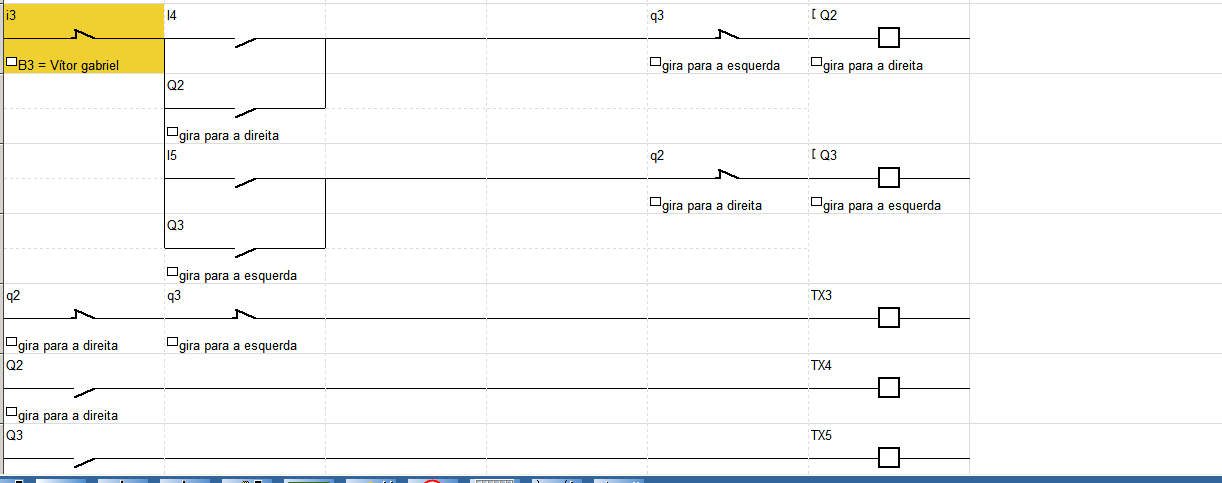 i3 I4 q3 [ Q2
B3 = Vítor gabriel gira para a esquerda gira para a direita
Q2
gira para a direita
I5 q2 [ Q3
gira para a direita gira para a esquerda
Q3
gira para a esquerda
q2 q3 TX3
gira para a direita gira para a esquerda
Q2 TX4
gira para a direita
Q3 TX5